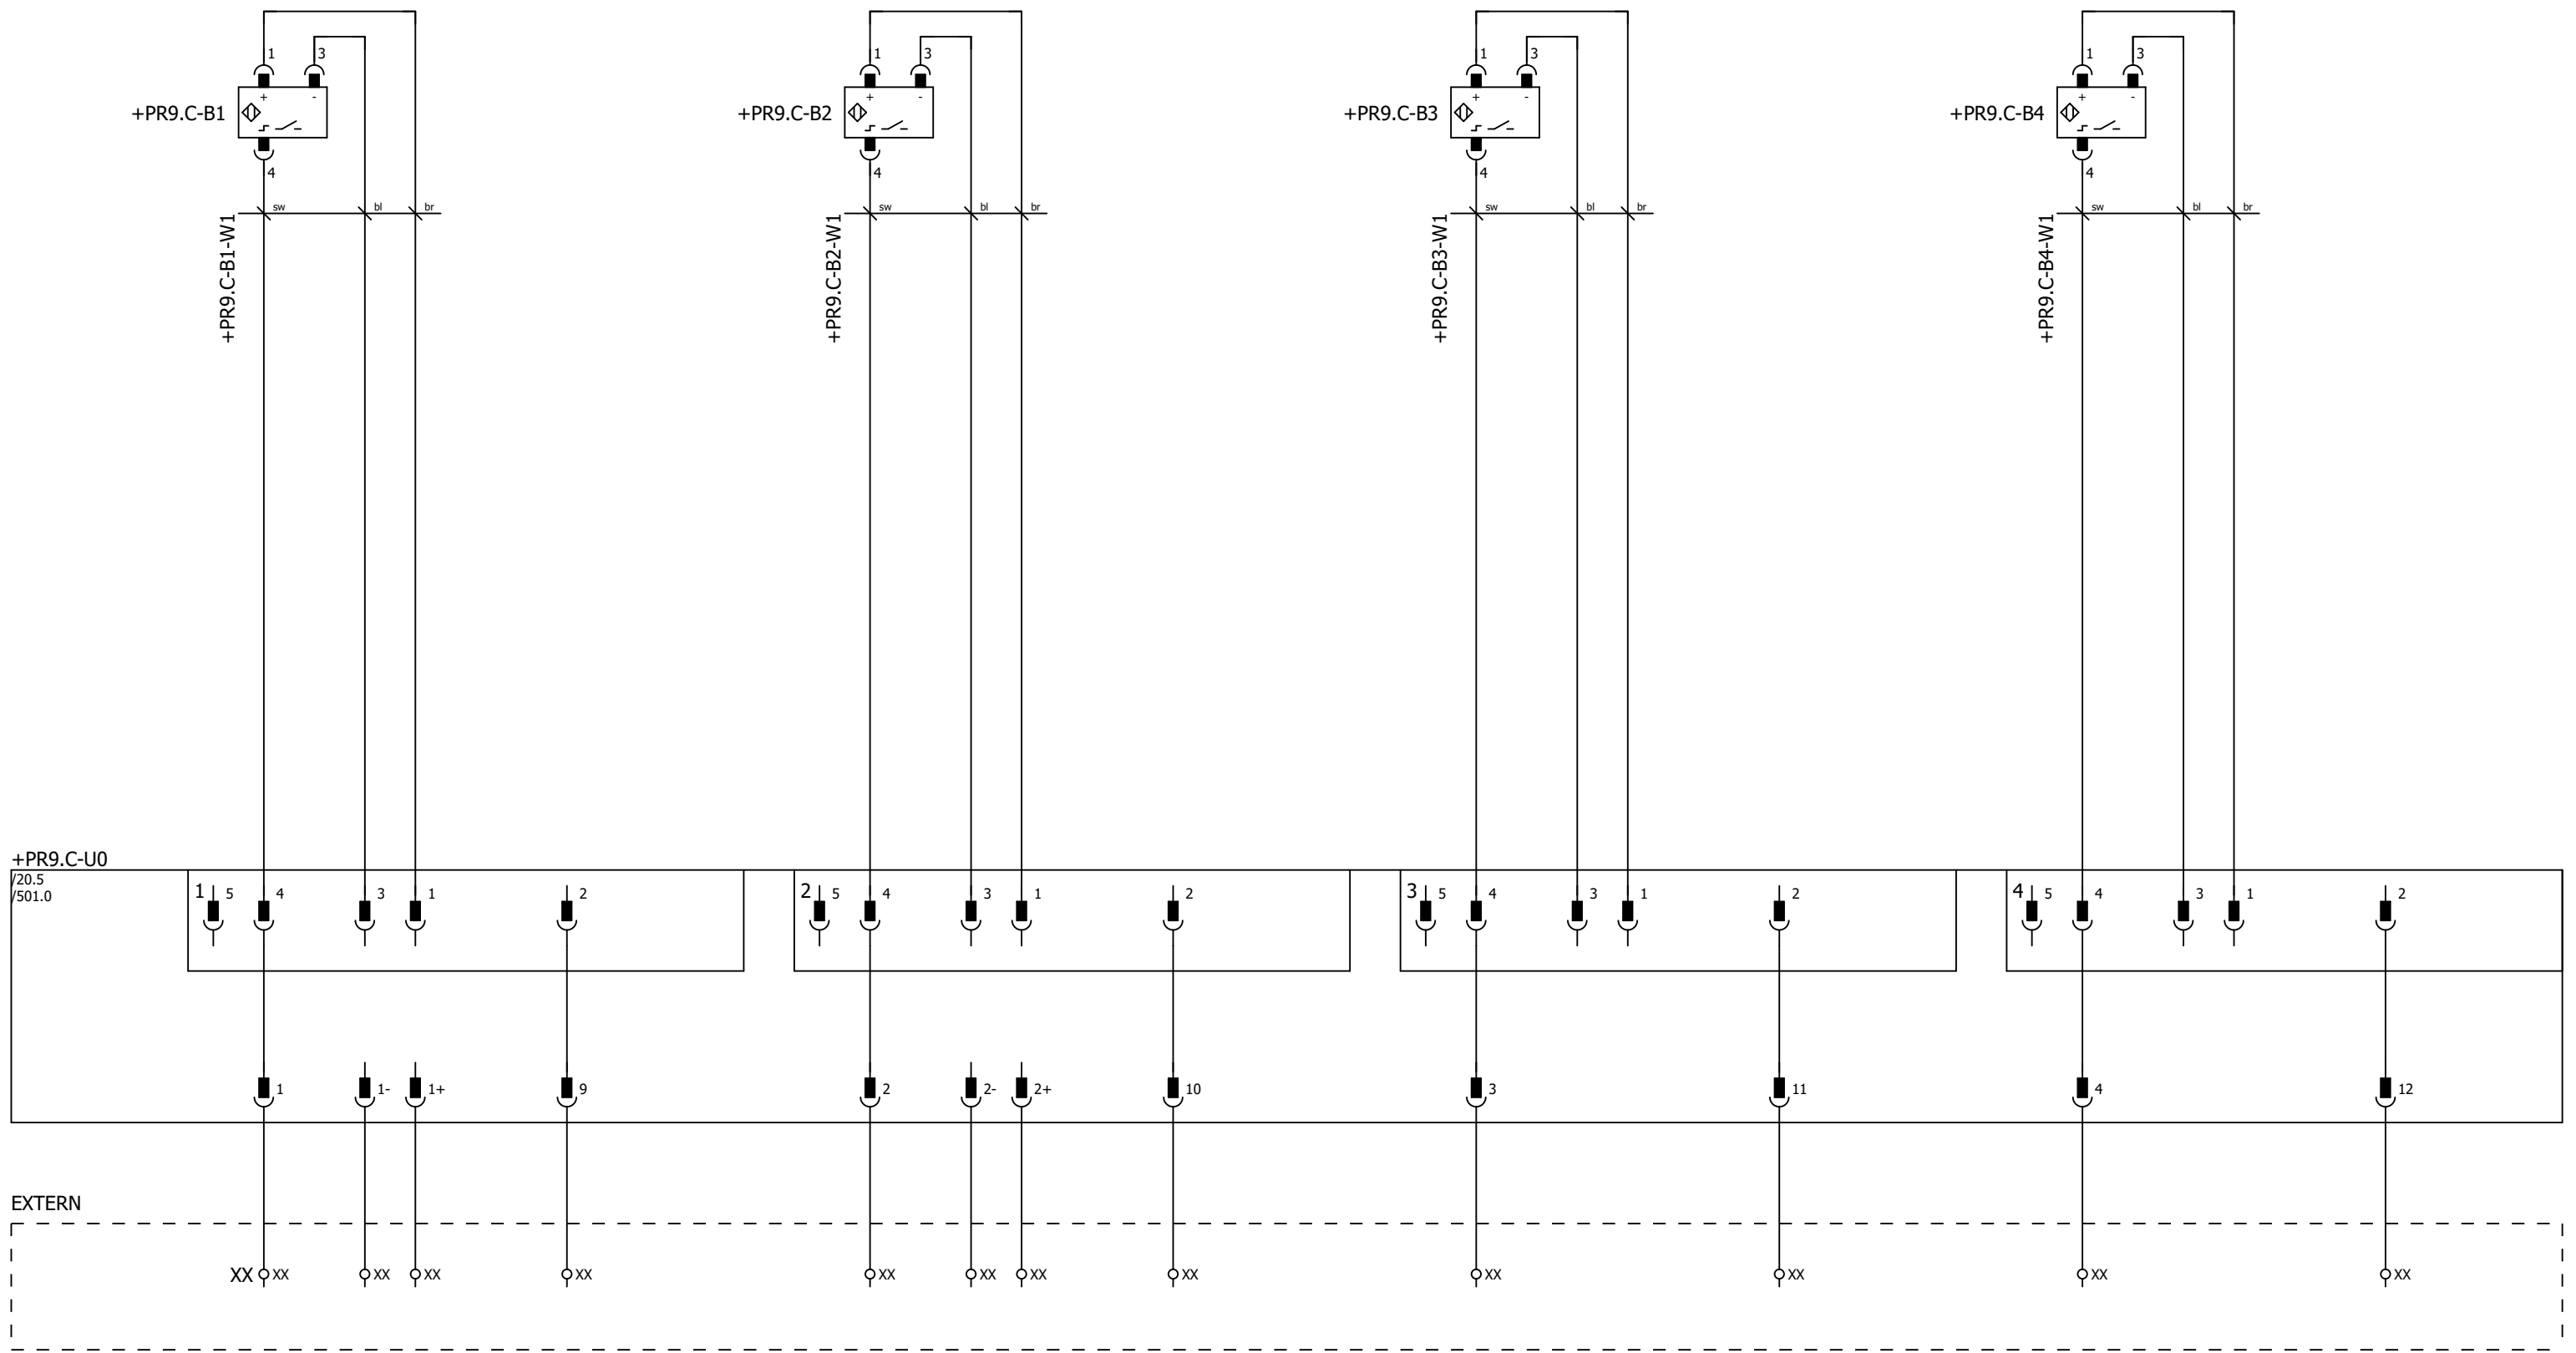 1 3 1 3 1 3 1 3
+PR9.C-B1 + - +PR9.C-B2 + - +PR9.C-B3 + - +PR9.C-B4 + -
4 4 4 4
sw bl br sw bl br sw bl br sw bl br
+PR9.C-B1-W1 +PR9.C-B2-W1 +PR9.C-B3-W1 +PR9.C-B4-W1
+PR9.C-U0
/20.5
/501.0
1 5 4 3 1 2 2 5 4 3 1 2 3 5 4 3 1 2 4 5 4 3 1 2
1 1- 1+ 9 2 2- 2+ 10 3 11 4 12
EXTERN
XX XX XX XX XX XX XX XX XX XX XX XX XX